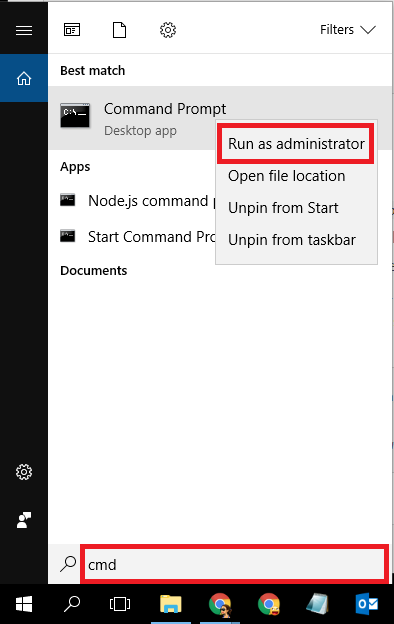 Filters
Best match
Command Prompt
Desktop app
Run as administrator
Open file location
Unpin from Start
Unpin from taskbar
Apps
Node.js command
Start Command
Documents
cmd